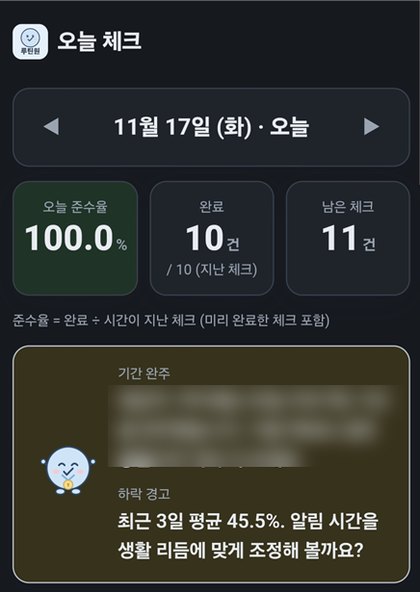 루틴원
오늘 체크
◀ 11월 17일 (화) · 오늘 ▶
오늘 준수율
100.0%
완료
10건
/ 10 (지난 체크)
남은 체크
11건
준수율 = 완료 ÷ 시간이 지난 체크 (미리 완료한 체크 포함)
기간 완주
하락 경고
최근 3일 평균 45.5%. 알림 시간을
생활 리듬에 맞게 조정해 볼까요?